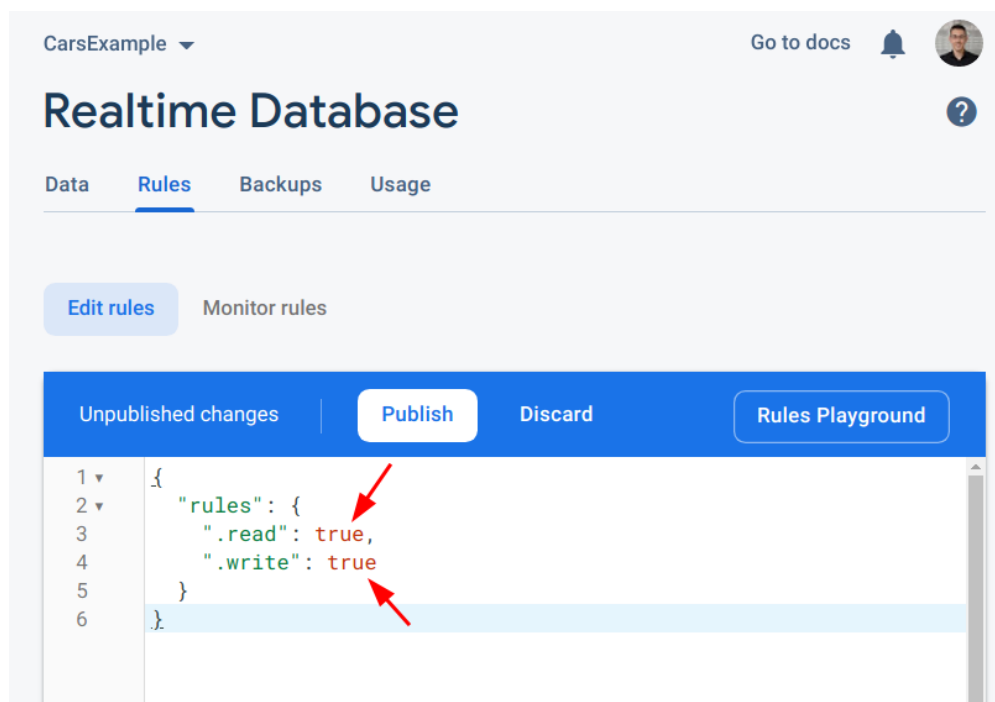 CarsExample Go to docs
Realtime Database ?
Data Rules Backups Usage
Edit rules Monitor rules
Unpublished changes Publish Discard Rules Playground
1 {
2 "rules": {
3 ".read": true,
4 ".write": true
5 }
6 }